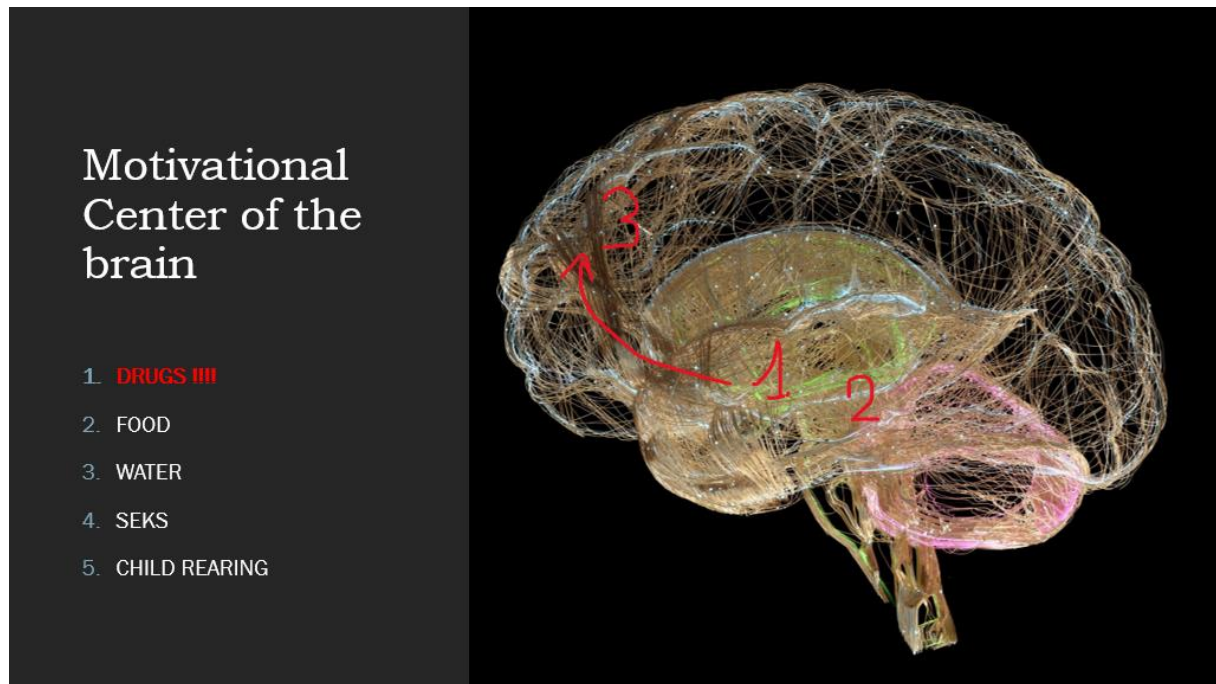 Motivational
Center of the
brain
1. DRUGS !!!!
2. FOOD
3. WATER
4. SEKS
5. CHILD REARING
3
1
2